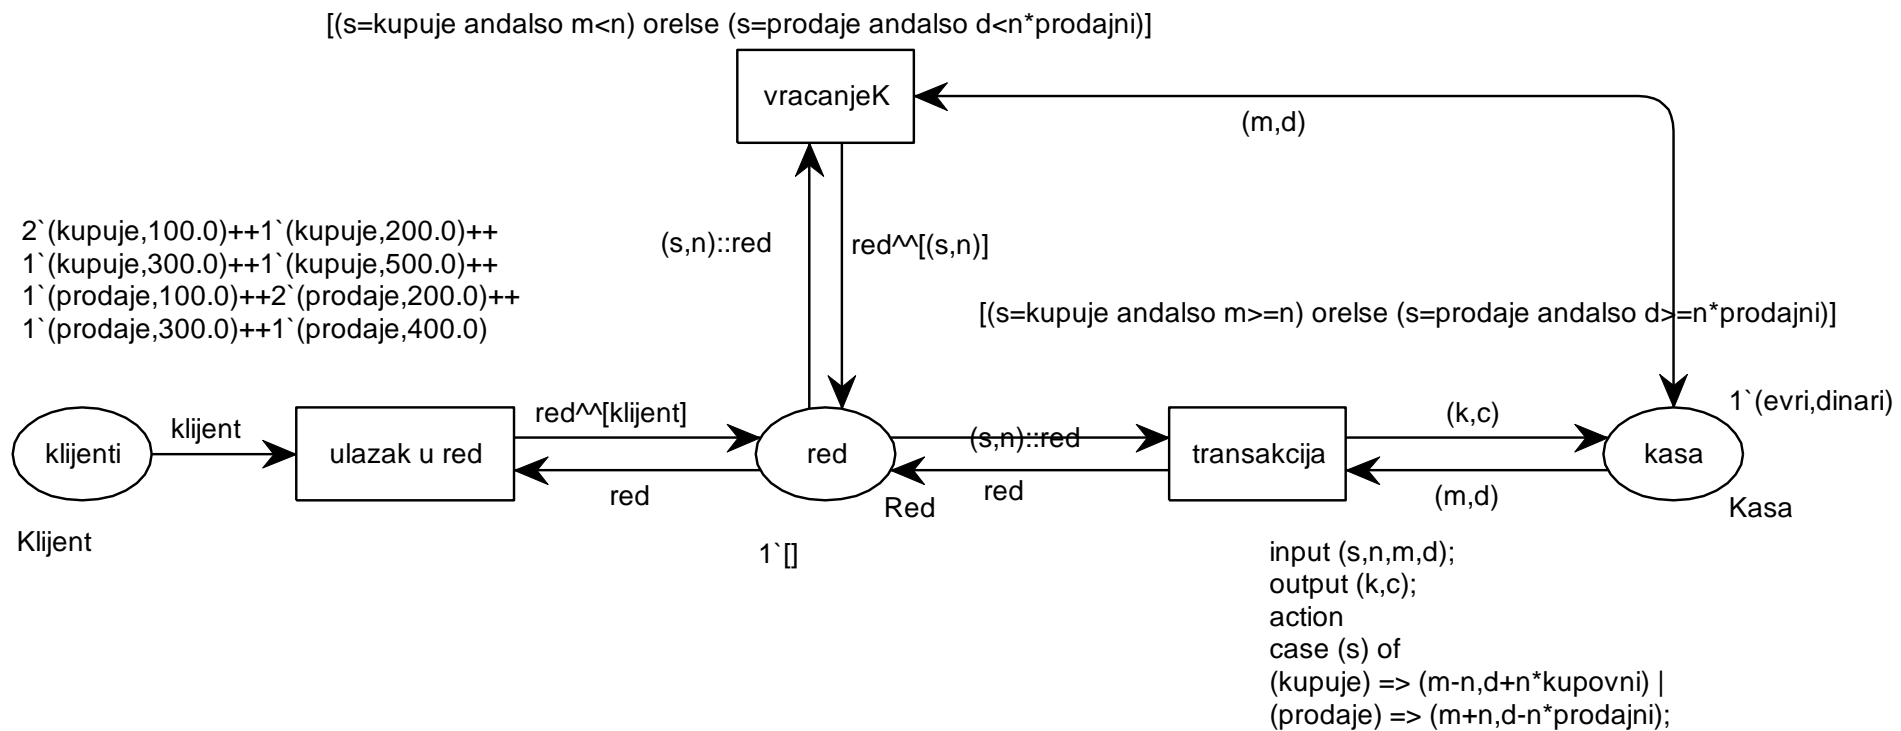 [(s=kupuje andalso m<n) orelse (s=prodaje andalso d<n*prodajni)]
vracanjeK
(m,d)
2`(kupuje,100.0)++1`(kupuje,200.0)++
1`(kupuje,300.0)++1`(kupuje,500.0)++
1`(prodaje,100.0)++2`(prodaje,200.0)++
1`(prodaje,300.0)++1`(prodaje,400.0)
(s,n)::red
red^^[(s,n)]
[(s=kupuje andalso m>=n) orelse (s=prodaje andalso d>=n*prodajni)]
1`(evri,dinari)
klijenti
klijent
ulazak u red
red^^[klijent]
red
red
(s,n)::red
red
transakcija
(k,c)
(m,d)
kasa
Klijent
Red
Kasa
1`[]
input (s,n,m,d);
output (k,c);
action
case (s) of
(kupuje) => (m-n,d+n*kupovni) |
(prodaje) => (m+n,d-n*prodajni);